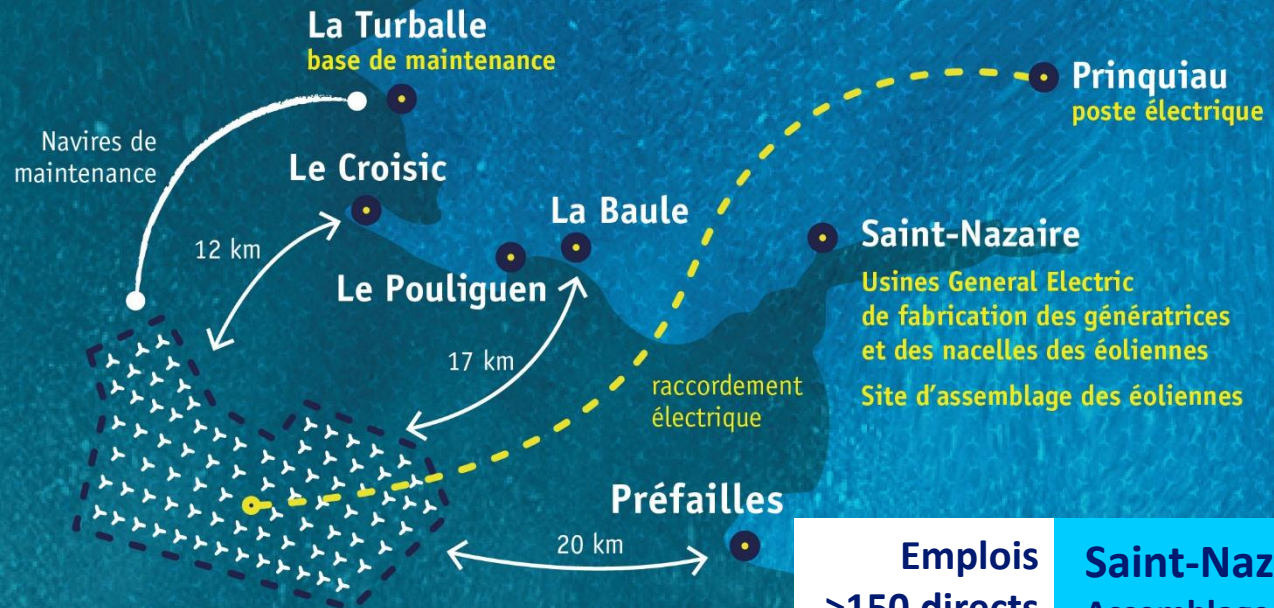 La Turballe
base de maintenance
Prinquiau
poste électrique
Navires de
maintenance
Le Croisic
La Baule
12 km
Le Pouliguen
Saint-Nazaire
Usines General Electric
de fabrication des génératrices
et des nacelles des éoliennes
Site d'assemblage des éoliennes
17 km
raccordement
électrique
Préfailles
20 km
Emplois
>150 directs
Saint-Naz